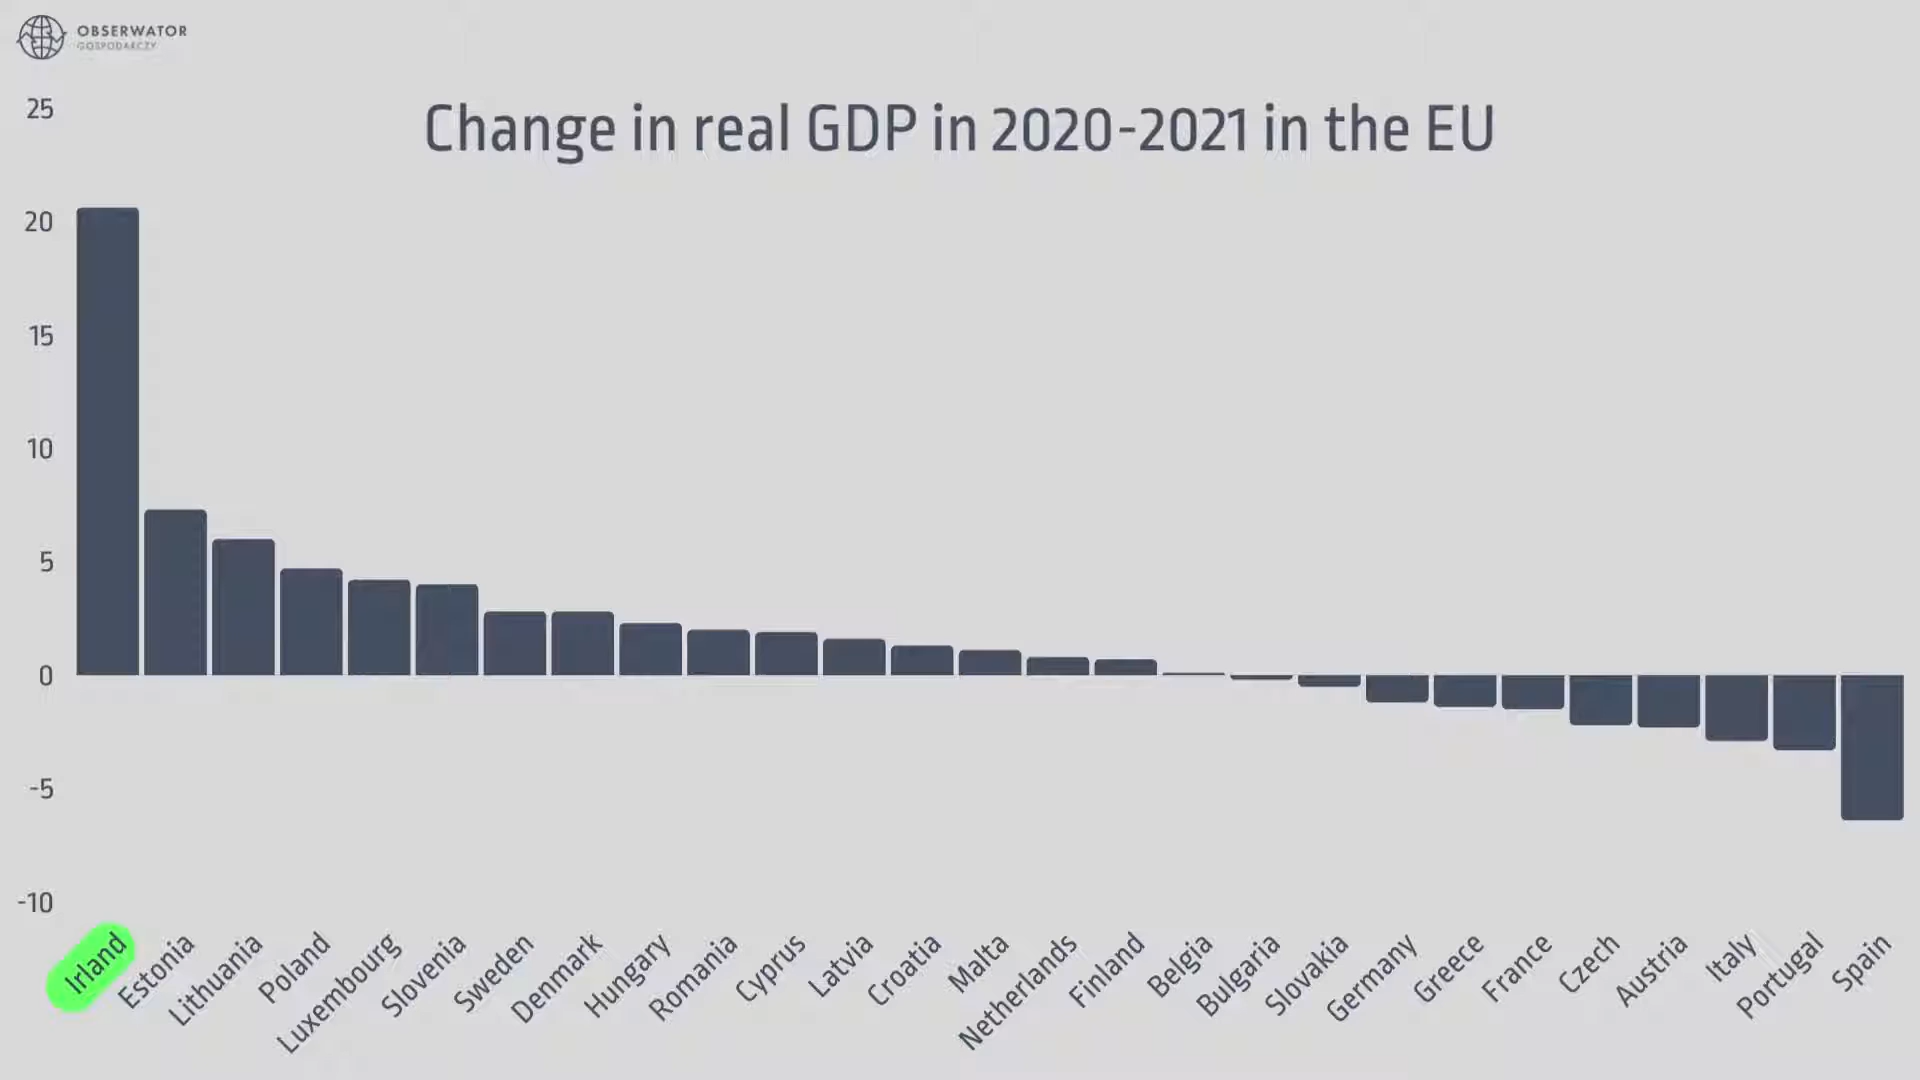 OBSERWATOR
GOSPODARCZY
Change in real GDP in 2020-2021 in the EU
25
20
15
10
5
0
-5
-10
Irland
Estonia
Lithuania
Poland
Luxembourg
Slovenia
Sweden
Denmark
Hungary
Romania
Cyprus
Latvia
Croatia
Malta
Netherlands
Finland
Belgia
Bulgaria
Slovakia
Germany
Greece
France
Czech
Austria
Italy
Portugal
Spain